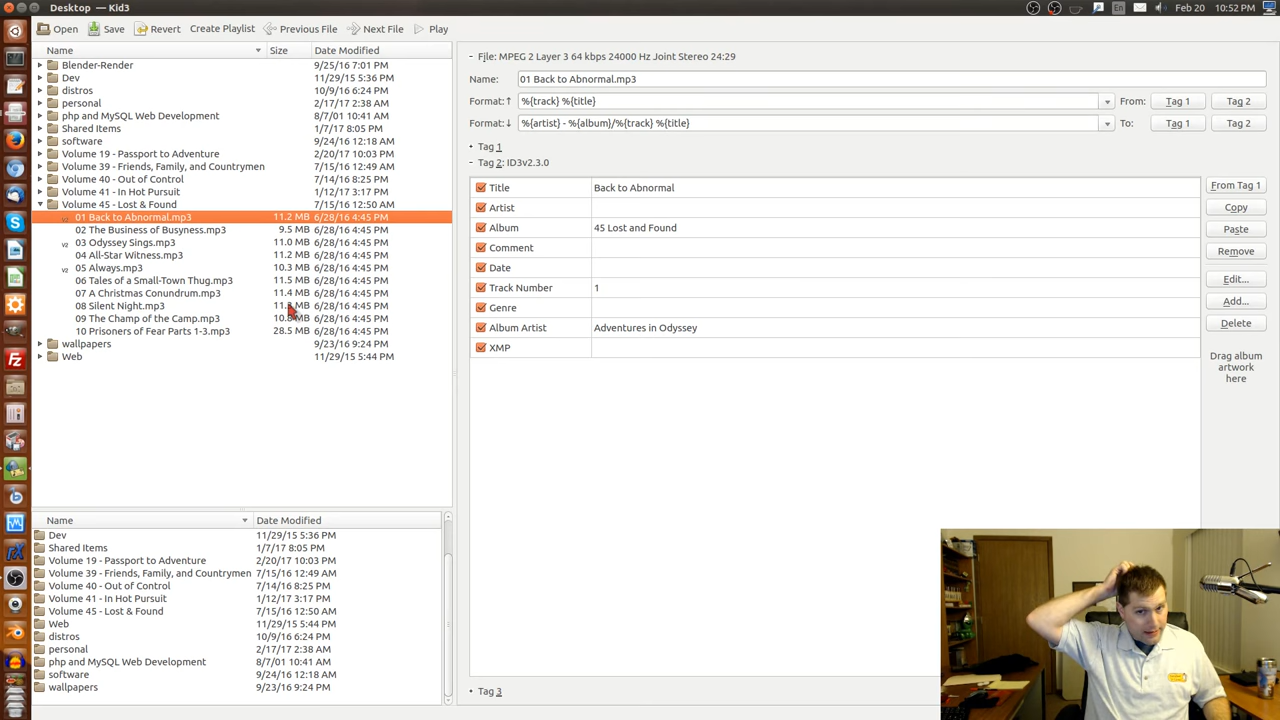 Desktop — Kid3
En
Feb 20
10:52 PM
Open
Save
Revert
Create Playlist
Previous File
Next File
Play
Name Size Date Modified
Blender-Render 9/25/16 7:01 PM
Dev 11/29/15 5:36 PM
distros 10/9/16 6:24 PM
personal 2/17/17 2:38 AM
php and MySQL Web Development 8/7/01 10:41 AM
Shared Items 1/7/17 8:05 PM
software 9/24/16 12:18 AM
Volume 19 - Passport to Adventure 2/20/17 10:03 PM
Volume 39 - Friends, Family, and Countrymen 7/15/16 12:49 AM
Volume 40 - Out of Control 7/14/16 8:25 PM
Volume 41 - In Hot Pursuit 1/12/17 3:17 PM
Volume 45 - Lost & Found 7/15/16 12:50 AM
V2 01 Back to Abnormal.mp3 11.2 MB 6/28/16 4:45 PM
02 The Business of Busyness.mp3 9.5 MB 6/28/16 4:45 PM
V2 03 Odyssey Sings.mp3 11.0 MB 6/28/16 4:45 PM
04 All-Star Witness.mp3 11.2 MB 6/28/16 4:45 PM
V2 05 Always.mp3 10.3 MB 6/28/16 4:45 PM
06 Tales of a Small-Town Thug.mp3 11.5 MB 6/28/16 4:45 PM
07 A Christmas Conundrum.mp3 11.4 MB 6/28/16 4:45 PM
08 Silent Night.mp3 MB 6/28/16 4:45 PM
09 The Champ of the Camp.mp3 MB 6/28/16 4:45 PM
10 Prisoners of Fear Parts 1-3.mp3 28.5 MB 6/28/16 4:45 PM
wallpapers 9/23/16 9:24 PM
Web 11/29/15 5:44 PM
Name Date Modified
Dev 11/29/15 5:36 PM
Shared Items 1/7/17 8:05 PM
Volume 19 - Passport to Adventure 2/20/17 10:03 PM
Volume 39 - Friends, Family, and Countrymen 7/15/16 12:49 AM
Volume 40 - Out of Control 7/14/16 8:25 PM
Volume 41 - In Hot Pursuit 1/12/17 3:17 PM
Volume 45 - Lost & Found 7/15/16 12:50 AM
Web 11/29/15 5:44 PM
distros 10/9/16 6:24 PM
personal 2/17/17 2:38 AM
php and MySQL Web Development 8/7/01 10:41 AM
software 9/24/16 12:18 AM
wallpapers 9/23/16 9:24 PM
File: MPEG 2 Layer 3 64 kbps 24000 Hz Joint Stereo 24:29
Name: 01 Back to Abnormal.mp3
Format:↑ %{track} %{title} From: Tag 1 Tag 2
Format:↓ %{artist} - %{album}/%{track} %{title} To: Tag 1 Tag 2
Tag 1
Tag 2: ID3v2.3.0
Title Back to Abnormal
Artist
Album 45 Lost and Found
Comment
Date
Track Number 1
Genre
Album Artist Adventures in Odyssey
XMP
From Tag 1
Copy
Paste
Remove
Edit...
Add...
Delete
Drag album
artwork
here
Tag 3